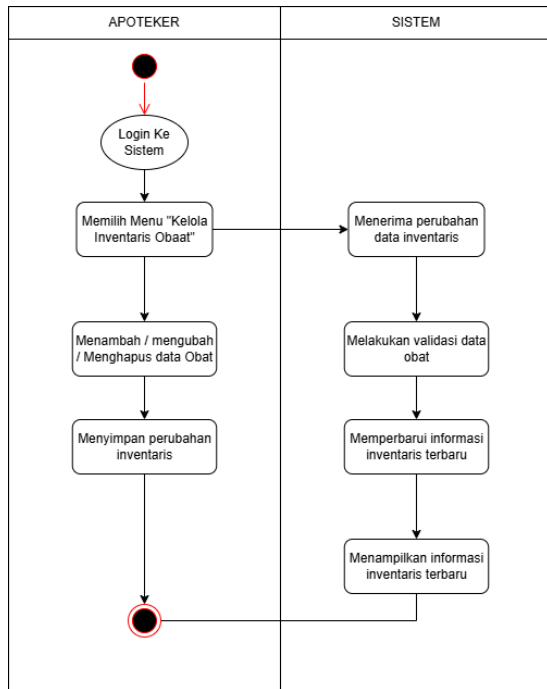 APOTEKER
SISTEM
Login Ke
Sistem
Memilih Menu "Kelola
Inventaris Obaat"
Menerima perubahan
data inventaris
Menambah / mengubah
/ Menghapus data Obat
Melakukan validasi data
obat
Menyimpan perubahan
inventaris
Memperbarui informasi
inventaris terbaru
Menampilkan informasi
inventaris terbaru